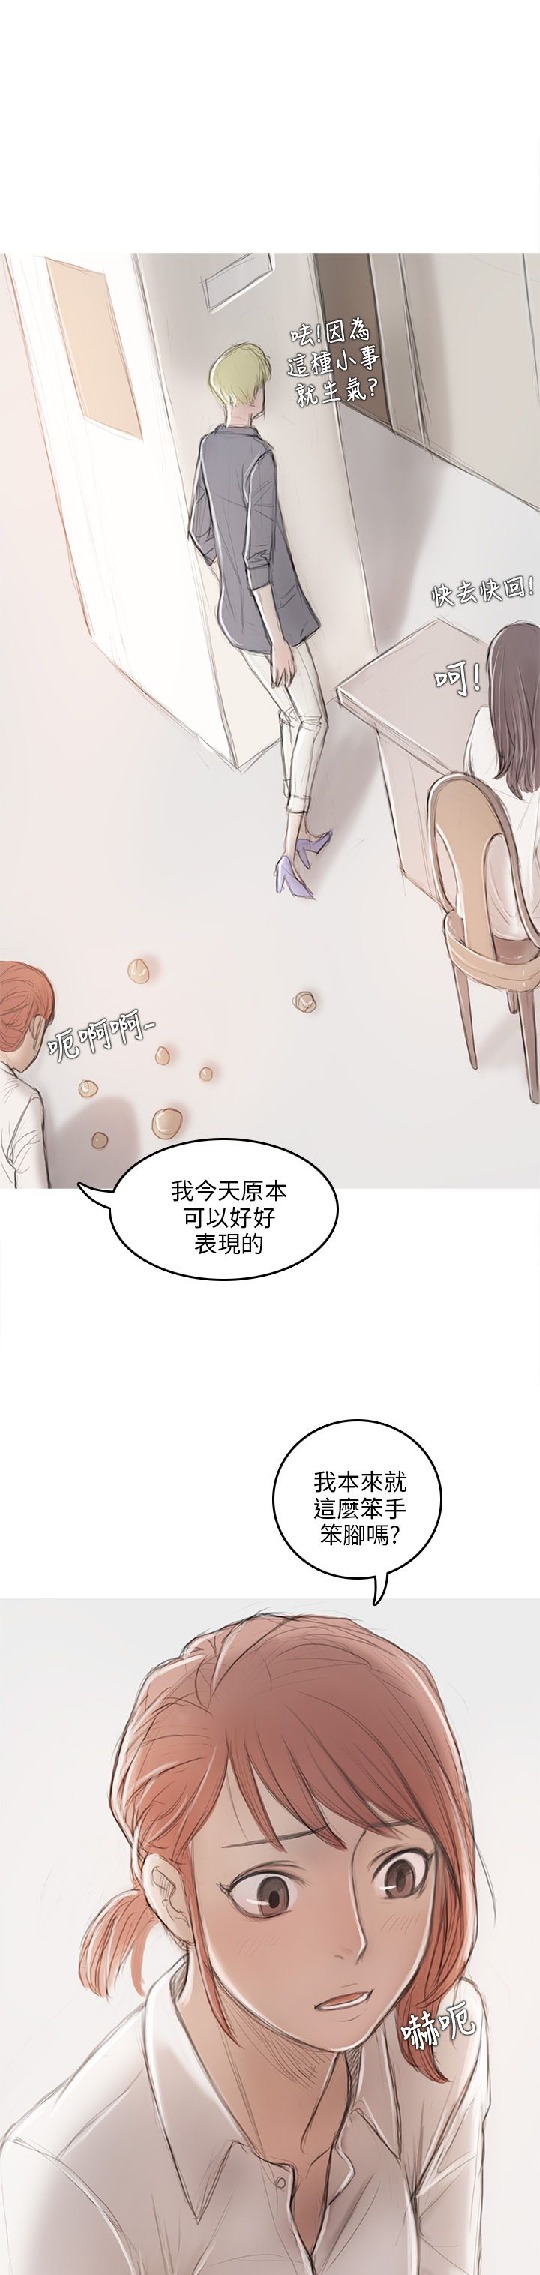 呿!因為
這種小事
就生氣?
快去快回!
呵!
呃啊啊~
我今天原本
可以好好
表現的
我本來就
這麼笨手
笨腳嗎?
嚇呃